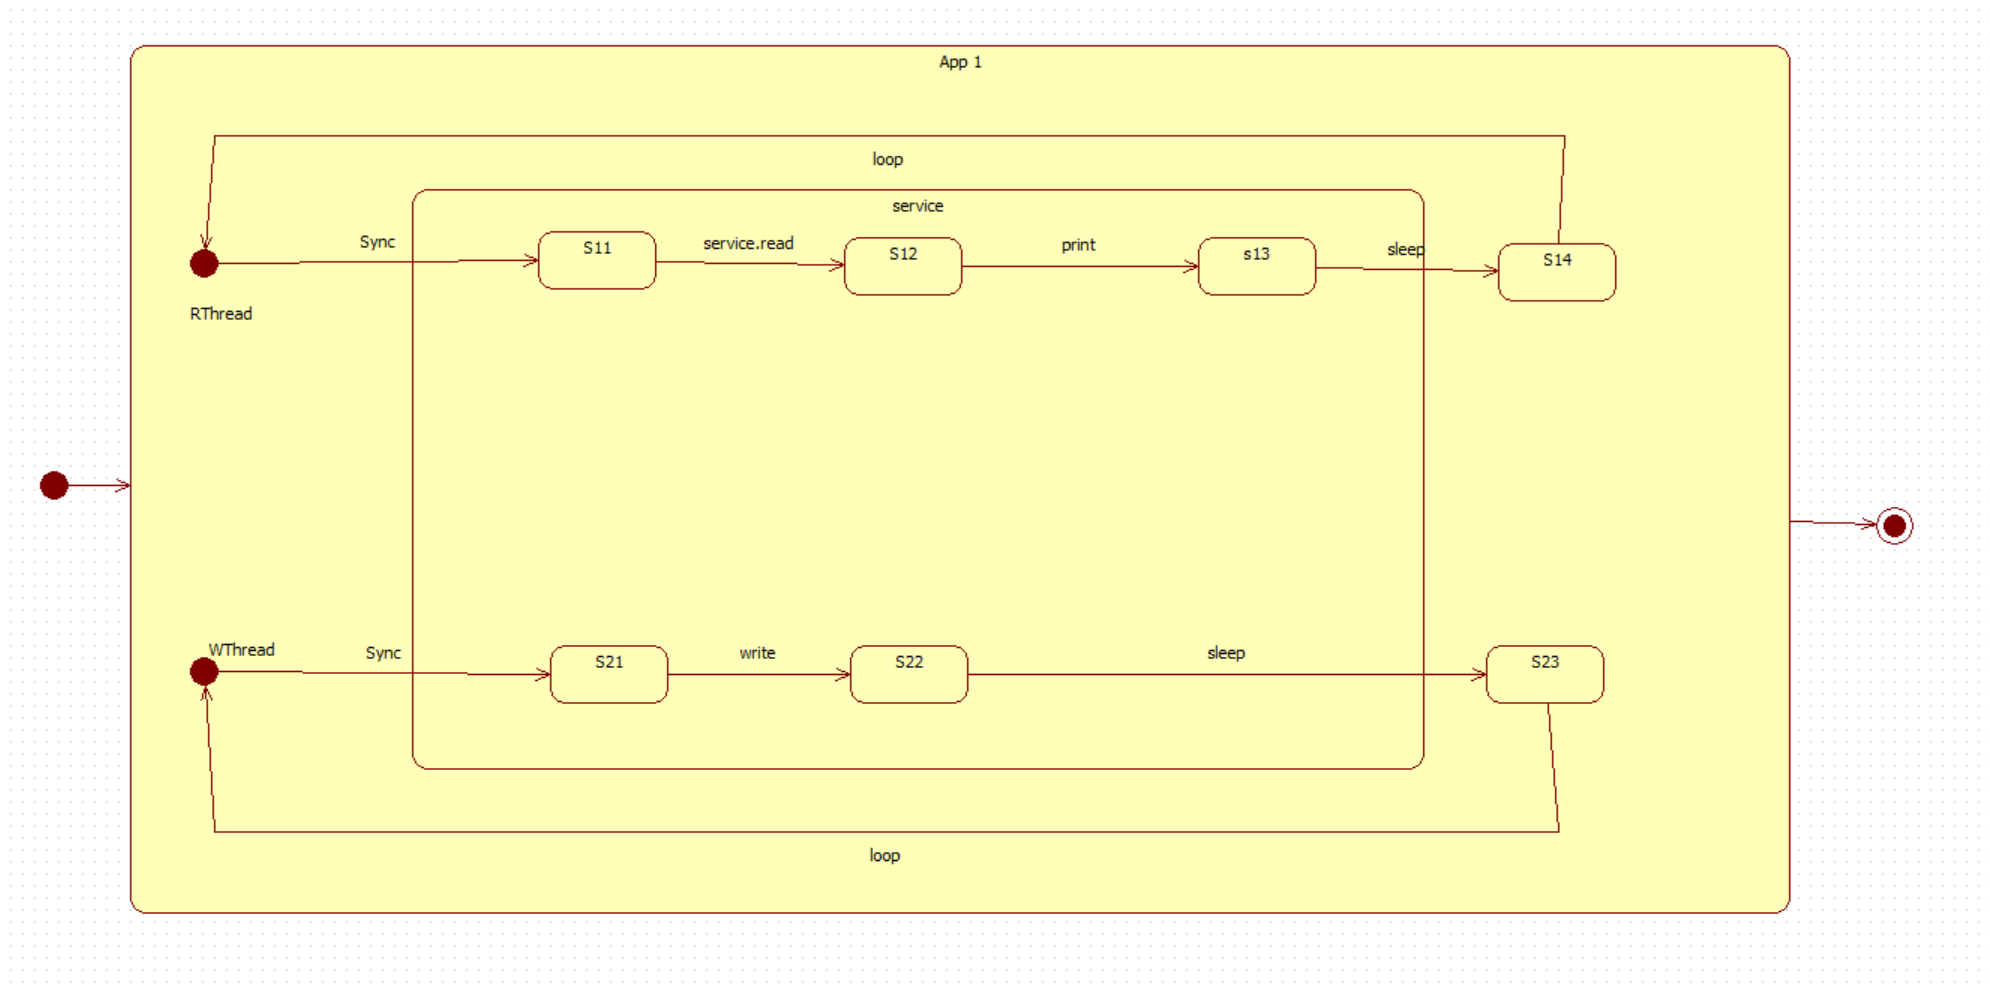 App 1
loop
service
Sync
S11
service.read
S12
print
s13
sleep
S14
RThread
WThread
Sync
S21
write
S22
sleep
S23
loop